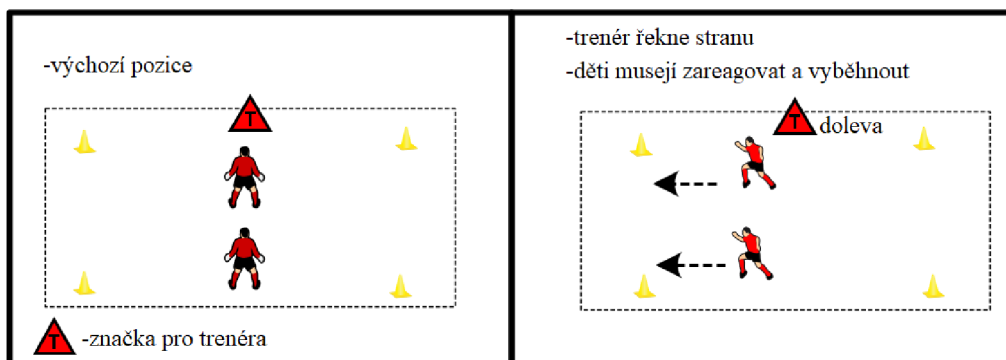 -výchozí pozice
T
T
-značka pro trenéra
-trenér řekne stranu
-děti musejí zareagovat a vyběhnout
T
doleva